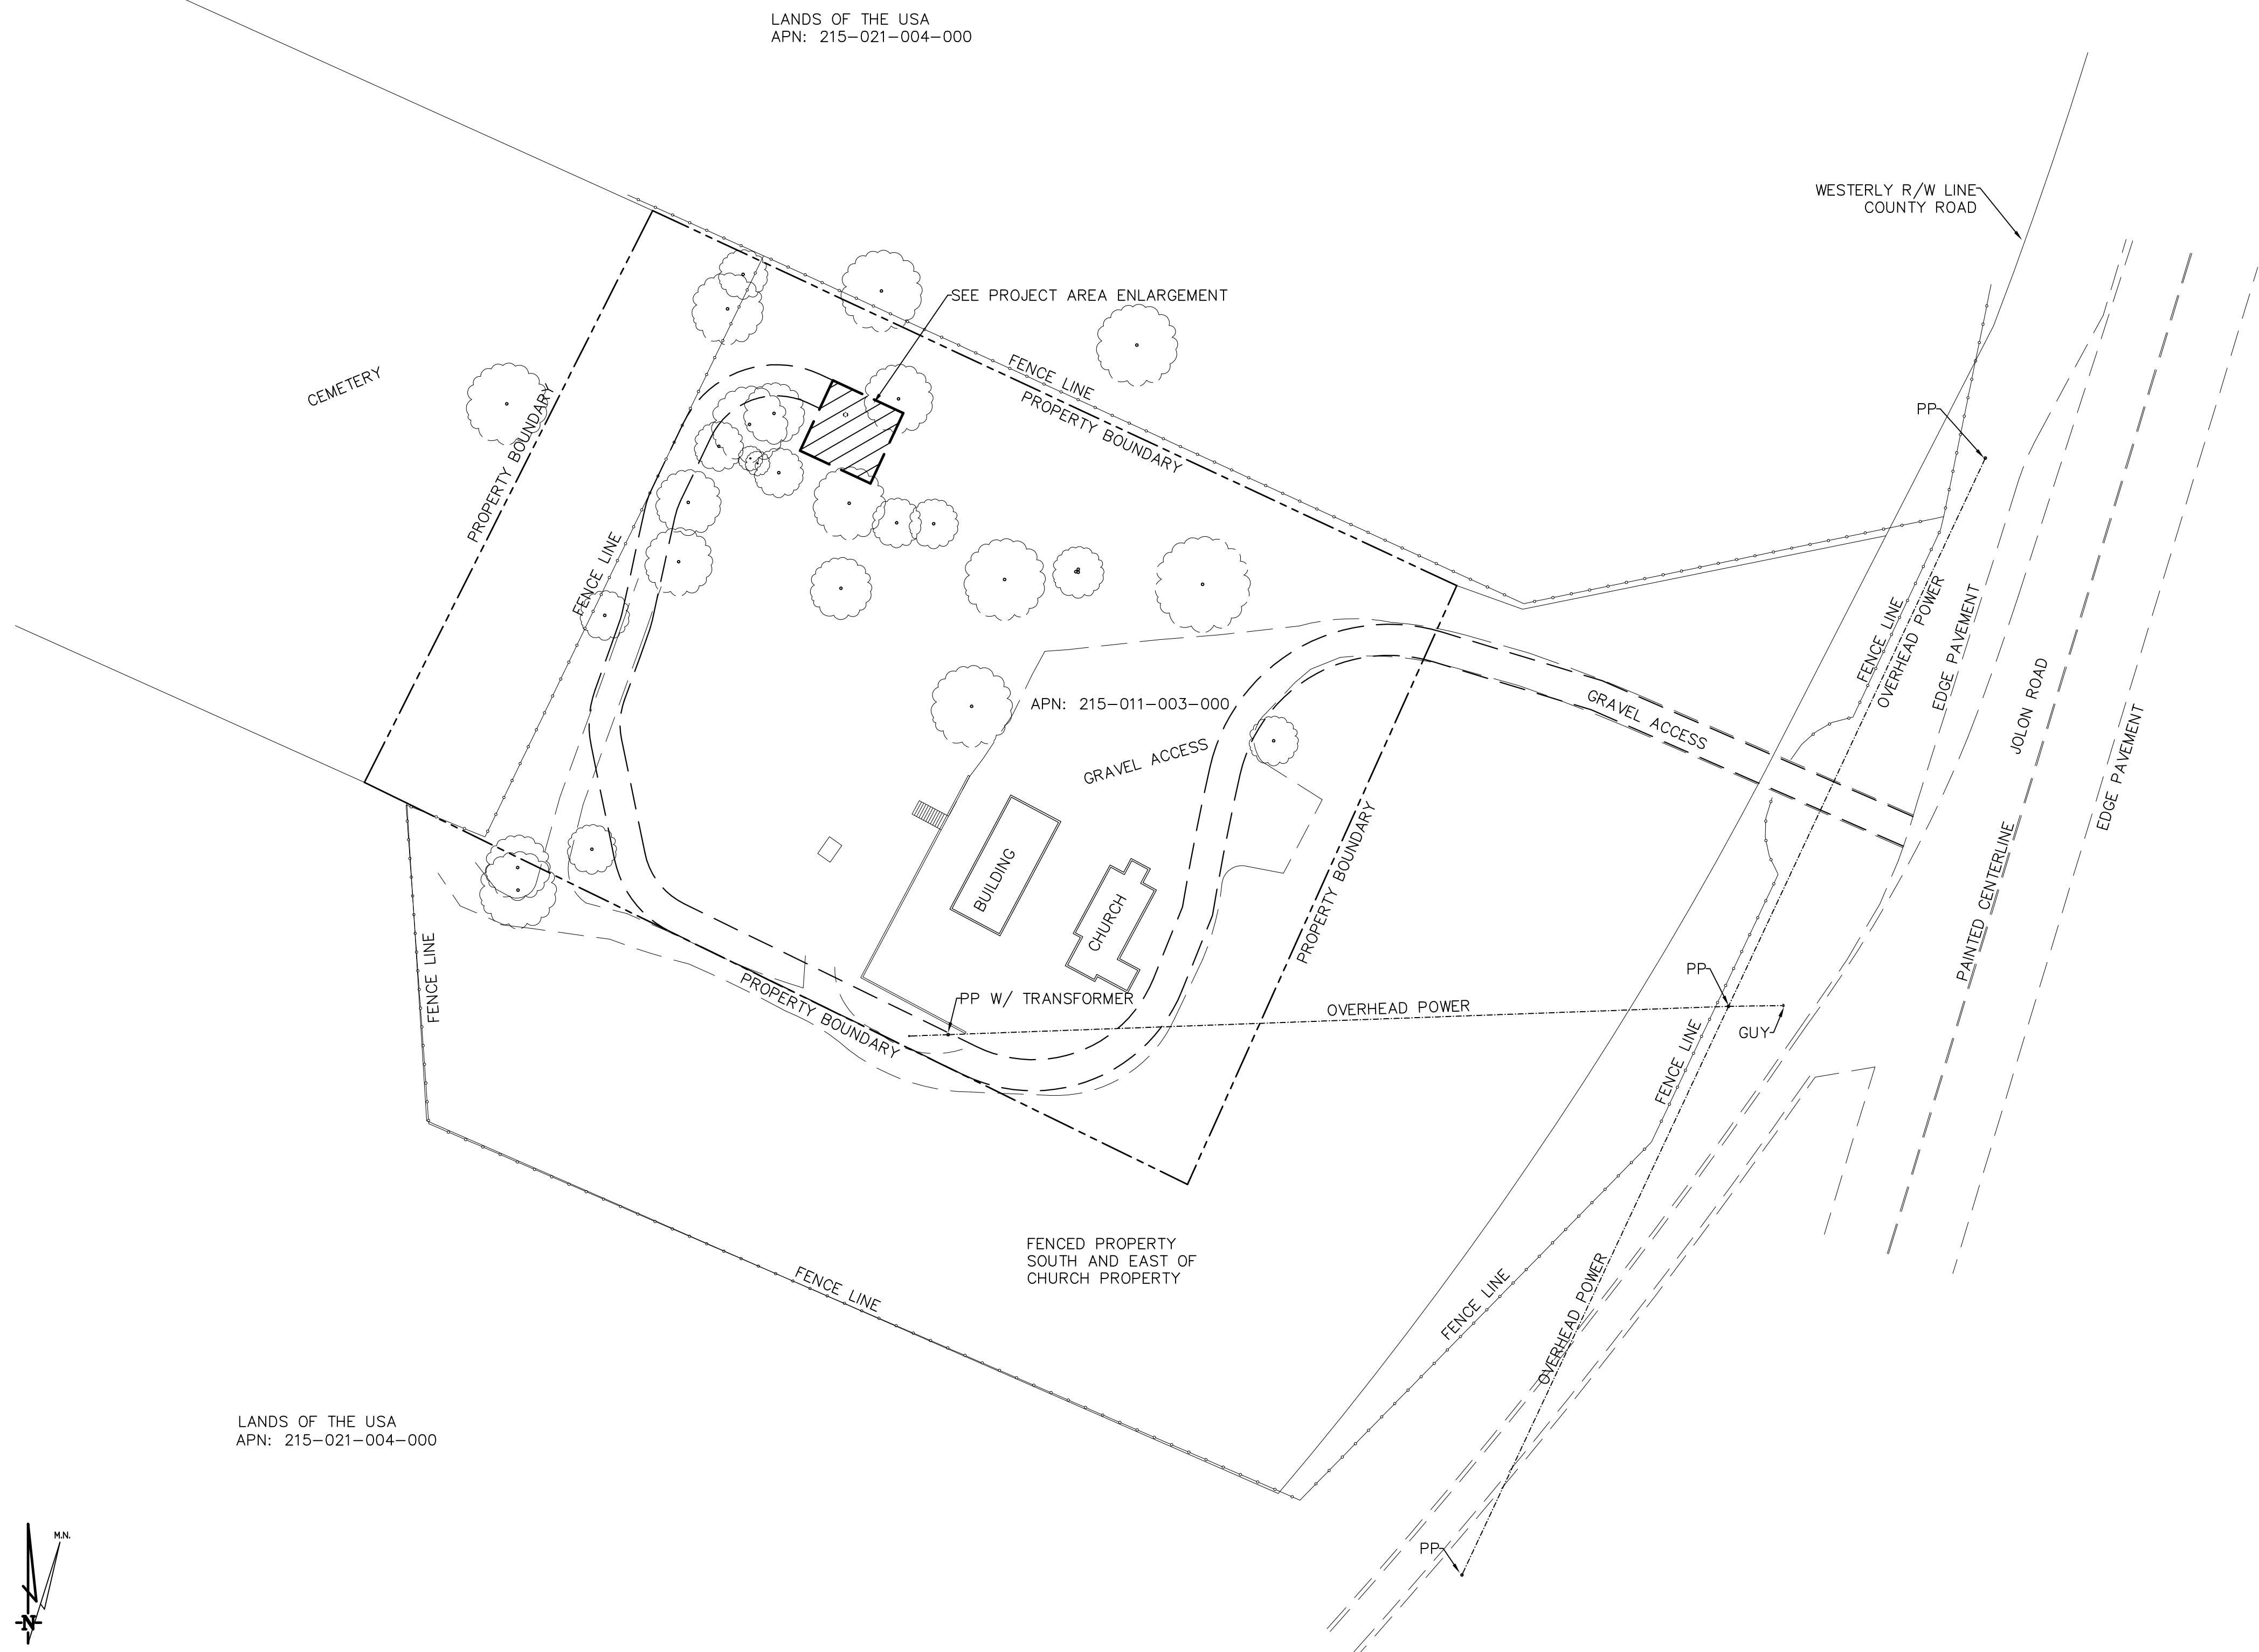 LANDS OF THE USA
APN: 215-021-004-000
WESTERLY R/W LINE
COUNTY ROAD
SEE PROJECT AREA ENLARGEMENT
FENCE LINE
PROPERTY BOUNDARY
CEMETERY
PROPERTY BOUNDARY
FENCE LINE
PP
FENCE LINE
OVERHEAD POWER
EDGE PAVEMENT
JOLON ROAD
EDGE PAVEMENT
APN: 215-011-003-000
GRAVEL ACCESS
GRAVEL ACCESS
BUILDING
CHURCH
PROPERTY BOUNDARY
PAINTED CENTERLINE
FENCE LINE
PP W/ TRANSFORMER
PROPERTY BOUNDARY
OVERHEAD POWER
PP
GUY
FENCE LINE
FENCED PROPERTY
SOUTH AND EAST OF
CHURCH PROPERTY
FENCE LINE
FENCE LINE
OVERHEAD POWER
LANDS OF THE USA
APN: 215-021-004-000
PP
M.N.
N